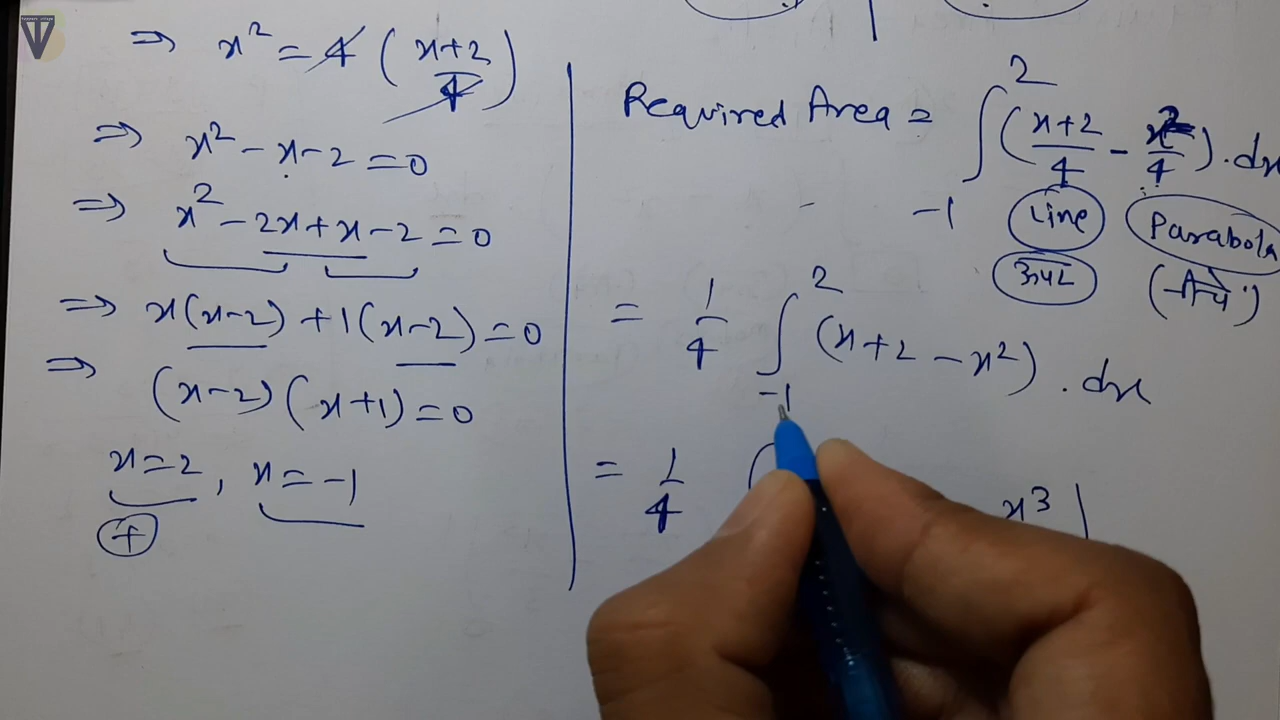 ⇒ x² = 4 (x+2/4)
⇒ x² - x - 2 = 0
⇒ x² - 2x + x - 2 = 0
⇒ x(x-2) + 1(x-2) = 0
⇒ (x-2)(x+1) = 0
x = 2, x = -1
+
Required Area = ∫₋₁² (x+2/4 - x²/4) . dx
Line Parabola
= 1/4 ∫₋₁² (x+2-x²) . dx
= 1/4 ( x³